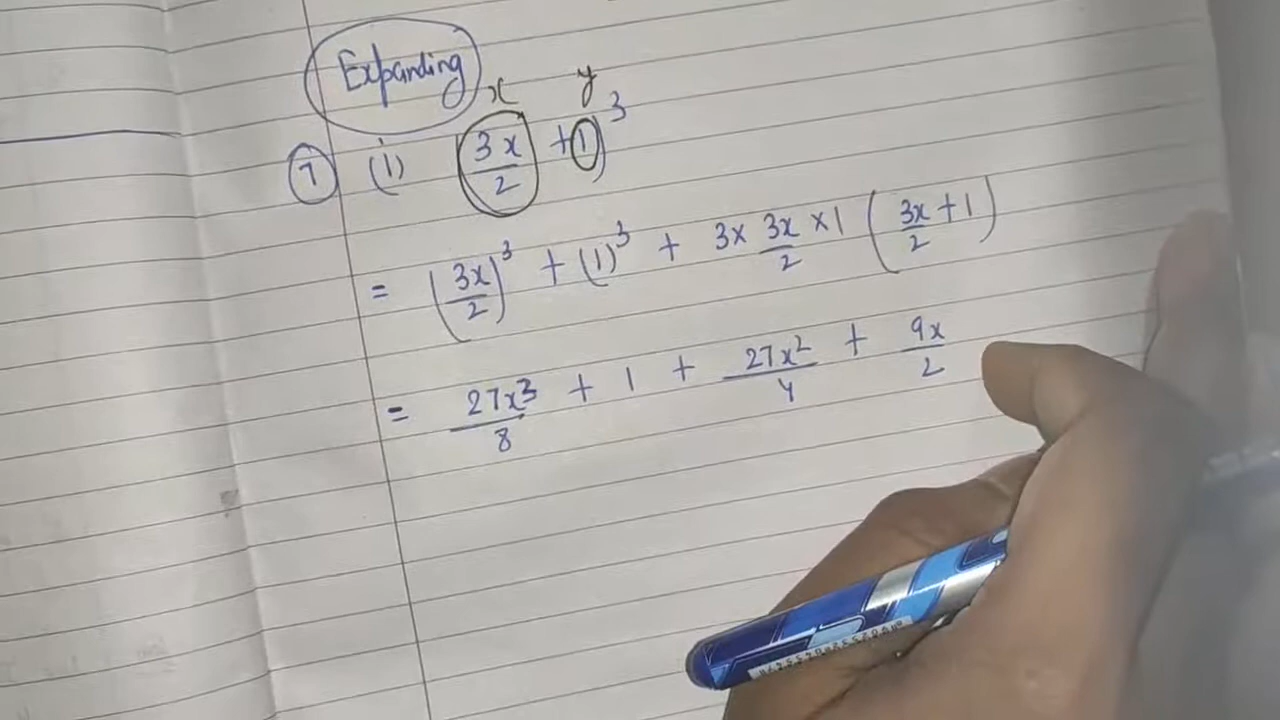 Expanding
x y
7 (i) (3x/2 + 1)^3
= (3x/2)^3 + (1)^3 + 3 × 3x/2 × 1 (3x/2 + 1)
= 27x^3/8 + 1 + 27x^2/4 + 9x/2